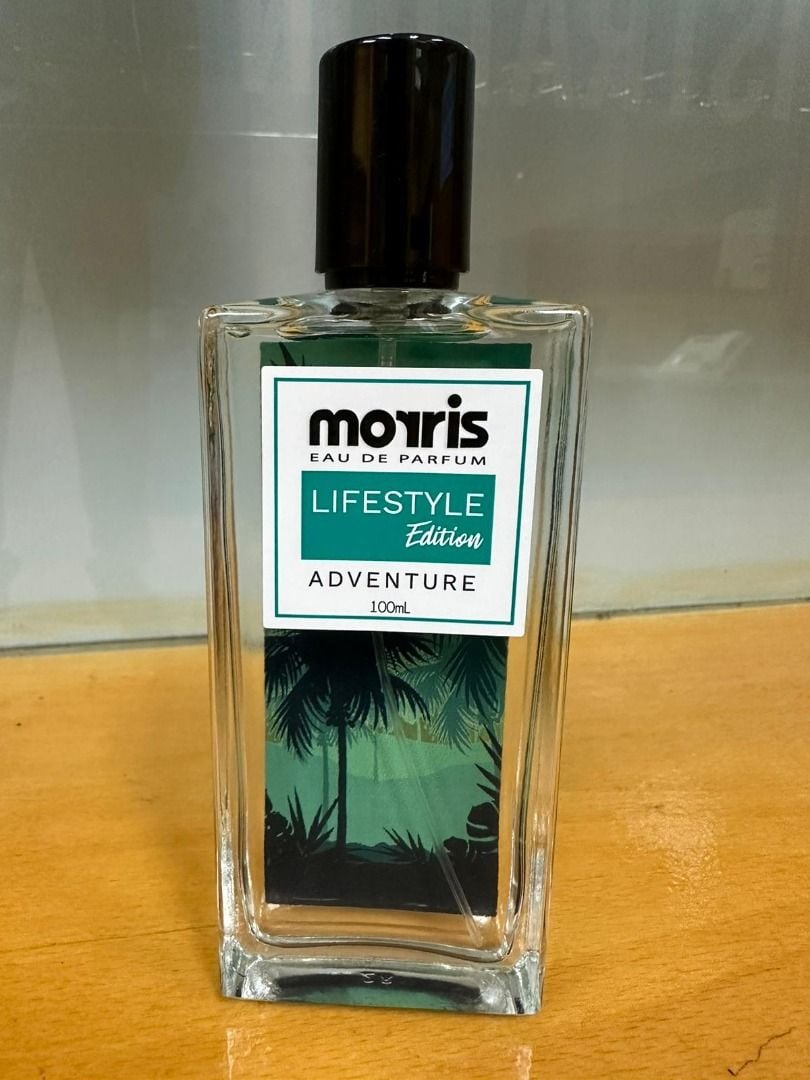 morris
EAU DE PARFUM
LIFESTYLE
Edition
ADVENTURE
100mL